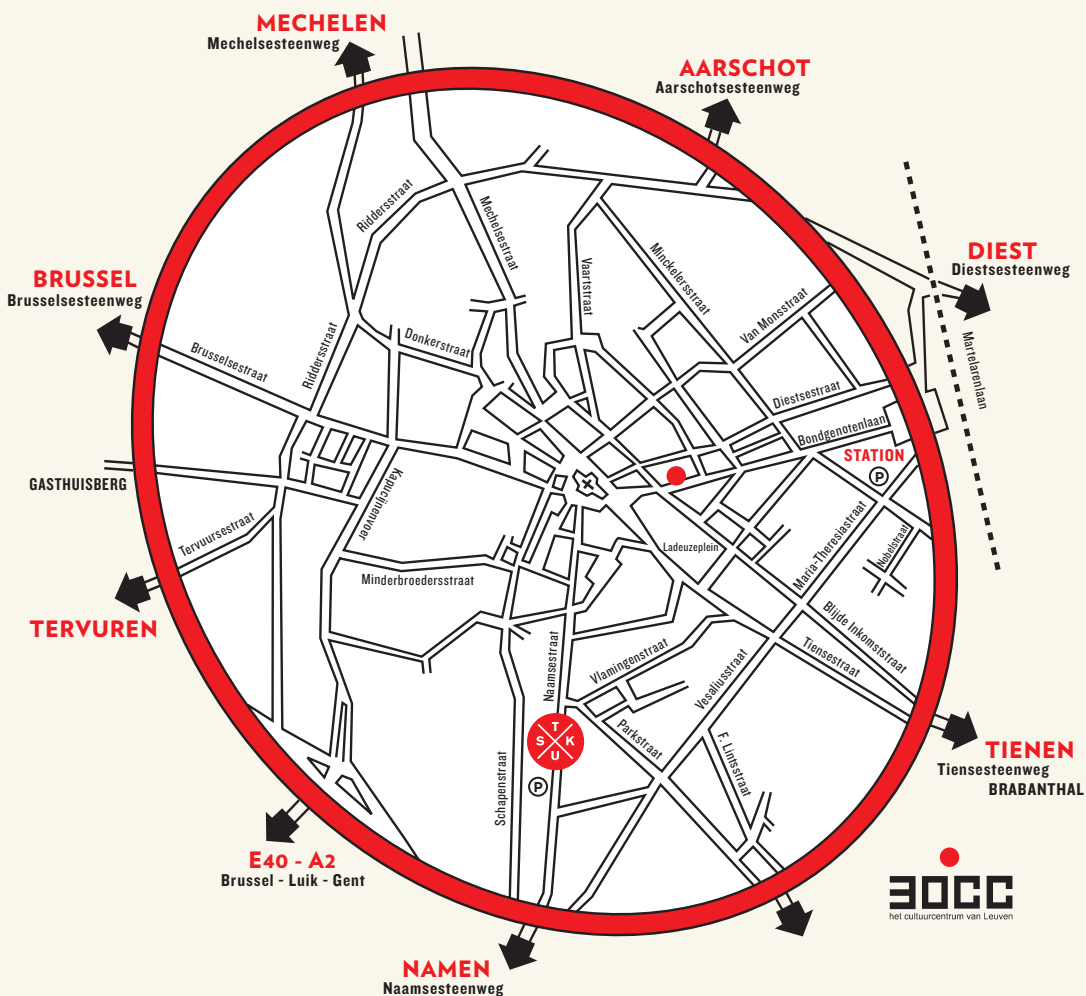 MECHELEN
Mechelsesteenweg
AARSCHOT
Aarschotsesteenweg
DIEST
Diestsesteenweg
Martelarenlaan
BRUSSEL
Brusselsesteenweg
Riddersstraat
Mechelsestraat
Vaartstraat
Minckelersstraat
Van Monsstraat
Donkerstraat
Brusselsestraat
Riddersstraat
Diestsestraat
Bondgenotenlaan
STATION
P
GASTHUISBERG
Kapucijnenvoer
Tervuursestraat
Ladeuzeplein
Maria-Theresiastraat
Nobelstraat
Minderbroedersstraat
TERVUREN
Blijde Inkomststraat
Tiensestraat
Naamsestraat
Vlamingenstraat
Vesaliusstraat
Parkstraat
F. Lintsstraat
STUK
P
Schapenstraat
TIENEN
Tiensesteenweg
BRABANTHAL
E40 - A2
Brussel - Luik - Gent
30CC
het cultuurcentrum van Leuven
NAMEN
Naamsesteenweg